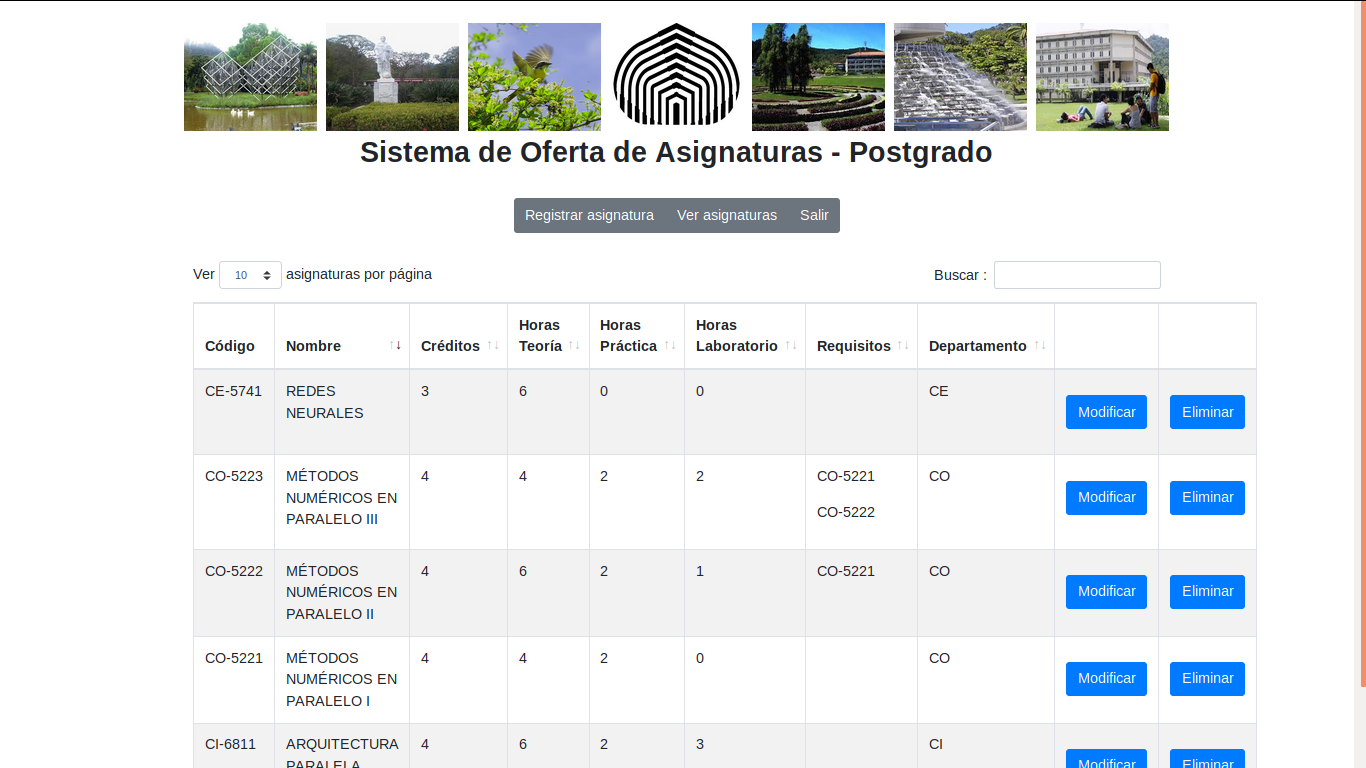 Sistema de Oferta de Asignaturas - Postgrado
Registrar asignatura Ver asignaturas Salir
Ver 10 asignaturas por página
Buscar :
Código Nombre Créditos Horas Teoría Horas Práctica Horas Laboratorio Requisitos Departamento
CE-5741 REDES NEURALES 3 6 0 0 CE Modificar Eliminar
CO-5223 MÉTODOS NUMÉRICOS EN PARALELO III 4 4 2 2 CO-5221 CO-5222 CO Modificar Eliminar
CO-5222 MÉTODOS NUMÉRICOS EN PARALELO II 4 6 2 1 CO-5221 CO Modificar Eliminar
CO-5221 MÉTODOS NUMÉRICOS EN PARALELO I 4 4 2 0 CO Modificar Eliminar
CI-6811 ARQUITECTURA PARALELA 4 6 2 3 CI Modificar Eliminar